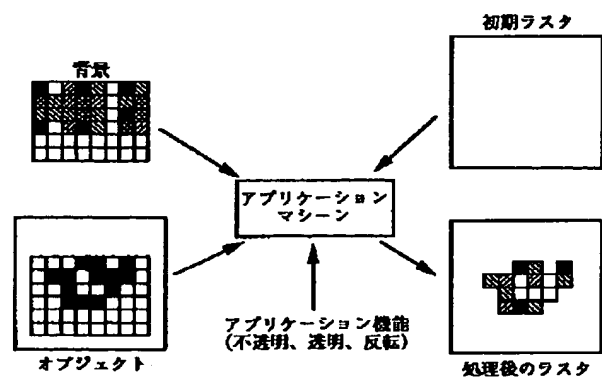 初期ラスタ
背景
アプリケーション
マシーン
アプリケーション機能
(不透明、透明、反転)
オブジェクト
処理後のラスタ